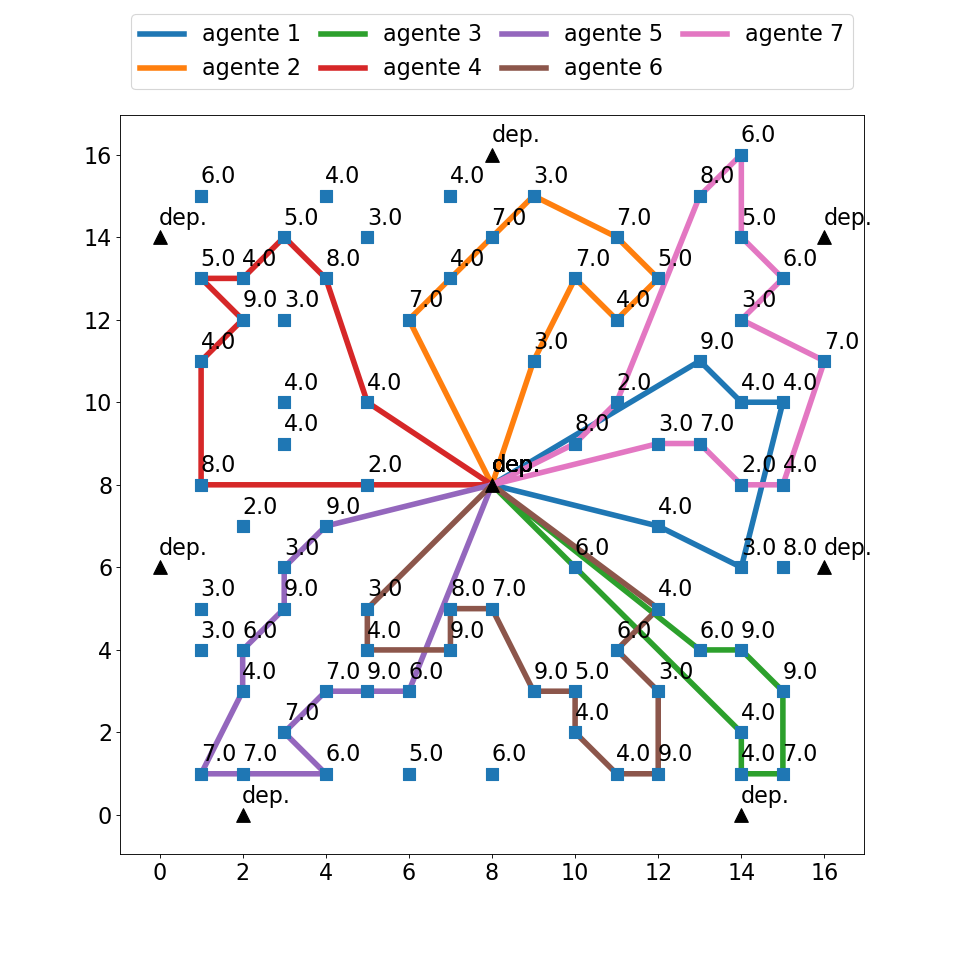 agente 1 agente 3 agente 5 agente 7
agente 2 agente 4 agente 6
dep. 6.0
16
6.0 4.0 4.0 3.0 8.0
dep. 5.0 3.0 7.0 7.0 5.0 dep.
14
5.0 4.0 8.0 4.0 7.0 5.0 6.0
9.0 3.0 7.0 4.0 3.0
12
4.0 3.0 9.0 7.0
4.0 4.0 2.0 4.0 4.0
10
4.0 8.0 3.0 7.0
8.0 2.0 dep. 2.0 4.0
8
2.0 9.0 4.0
dep. 3.0 6.0 3.0 8.0 dep.
6
3.0 9.0 3.0 8.0 7.0 4.0
3.0 6.0 4.0 9.0 6.0 6.0 9.0
4
4.0 7.0 9.0 6.0 9.0 5.0 3.0 9.0
7.0 4.0 4.0
2
7.0 7.0 6.0 5.0 6.0 4.0 9.0 4.0 7.0
dep. dep.
0
0 2 4 6 8 10 12 14 16